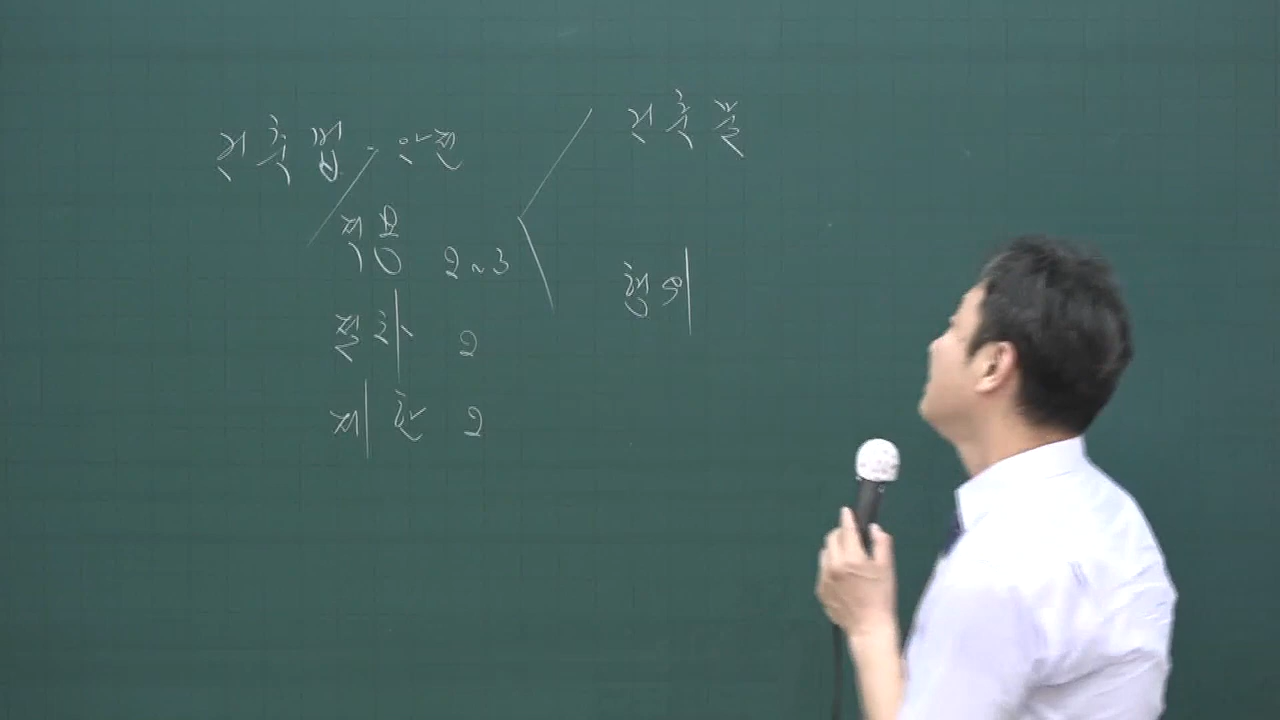 건축법 - 안전
적용 2~3
절차 2
제한 2
건축물
행위